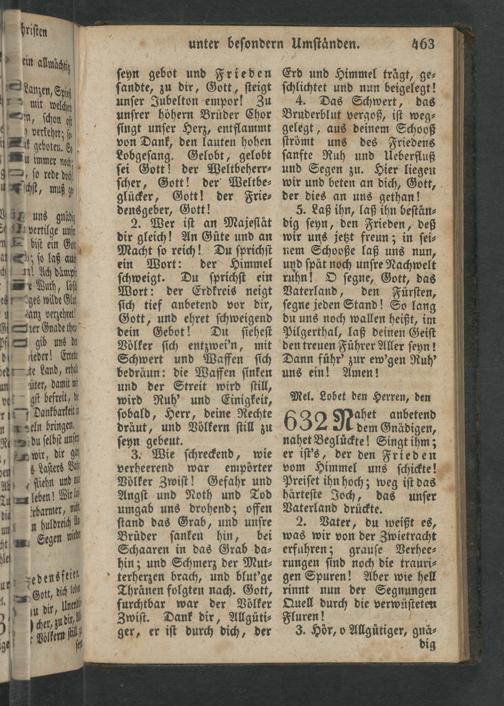 unter besondern Umständen. 463
seyn gebot und Frieden
sandte, zu dir, Gott, steigt
unser Jubelton empor! Zu
unsrer höhern Brüder Chor
singt unser Herz, entflammt
von Dank, den lauten hohen
Lobgesang. Gelobt, gelobt
sei Gott! der Weltbeherr-
scher, Gott! der Weltbe-
glücker, Gott! der Frie-
densgeber, Gott!
2. Wer ist an Majestät
dir gleich! An Güte und an
Macht so reich! Du sprichst
ein Wort: der Himmel
schweigt. Du sprichst ein
Wort: der Erdkreis neigt
sich tief anbetend vor dir,
Gott, und ehret schweigend
dein Gebot! Du siehest
Völker sich entzwei'n, mit
Schwert und Waffen sich
bedräun: die Waffen sinken
und der Streit wird still,
wird Ruh' und Einigkeit,
sobald, Herr, deine Rechte
dräut, und Völkern still zu
seyn gebeut.
3. Wie schreckend, wie
verheerend war empörter
Völker Zwist! Gefahr und
Angst und Noth und Tod
umgab uns drohend; offen
stand das Grab, und unsre
Brüder sanken hin, bei
Schaaren in das Grab da-
hin; und Schmerz der Mut-
terherzen brach, und blut'ge
Thränen folgten nach. Gott,
furchtbar war der Völker
Zwist. Dank dir, Allgüti-
ger, er ist durch dich, der
Erd und Himmel trägt, ge-
schlichtet und nun beigelegt!
4. Das Schwert, das
Bruderblut vergoß, ist weg-
gelegt, aus deinem Schooß
strömt uns des Friedens
sanfte Ruh und Ueberfluß
und Segen zu. Hier liegen
wir und beten an dich, Gott,
der dies an uns gethan!
5. Laß ihn, laß ihn bestän-
dig seyn, den Frieden, deß
wir uns jetzt freun; in sei-
nem Schooße laß uns nun,
und spät noch unsre Nachwelt
ruhn! O segne, Gott, das
Vaterland, den Fürsten,
segne jeden Stand! So lang
du uns noch wallen heißt, im
Pilgerthal, laß deinen Geist
den treuen Führer Aller seyn!
Dann führ' zur ew'gen Ruh'
uns ein! Amen!
Mel. Lobet den Herren, den
632 Nahet anbetend
dem Gnädigen,
nahet Beglückte! Singt ihm;
er ist's, der den Frieden
vom Himmel uns schickte!
Preiset ihn hoch; weg ist das
härteste Joch, das unser
Vaterland drückte.
2. Vater, du weißt es,
was wir von der Zwietracht
erfuhren; grause Verhee-
rungen sind noch die trauri-
gen Spuren! Aber wie hell
rinnt nun der Segnungen
Quell durch die verwüsteten
Fluren!
3. Hör, o Allgütiger, gnä-
dig